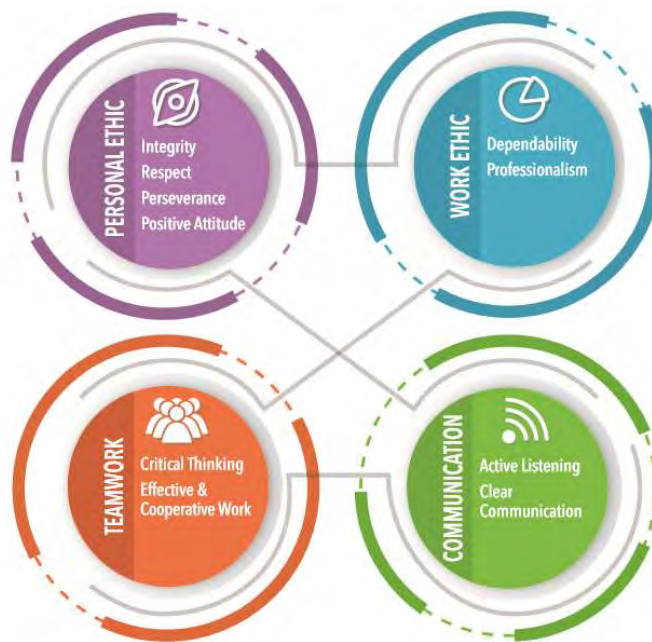 PERSONAL ETHIC
Integrity
Respect
Perseverance
Positive Attitude
WORK ETHIC
Dependability
Professionalism
TEAMWORK
Critical Thinking
Effective &
Cooperative Work
COMMUNICATION
Active Listening
Clear
Communication